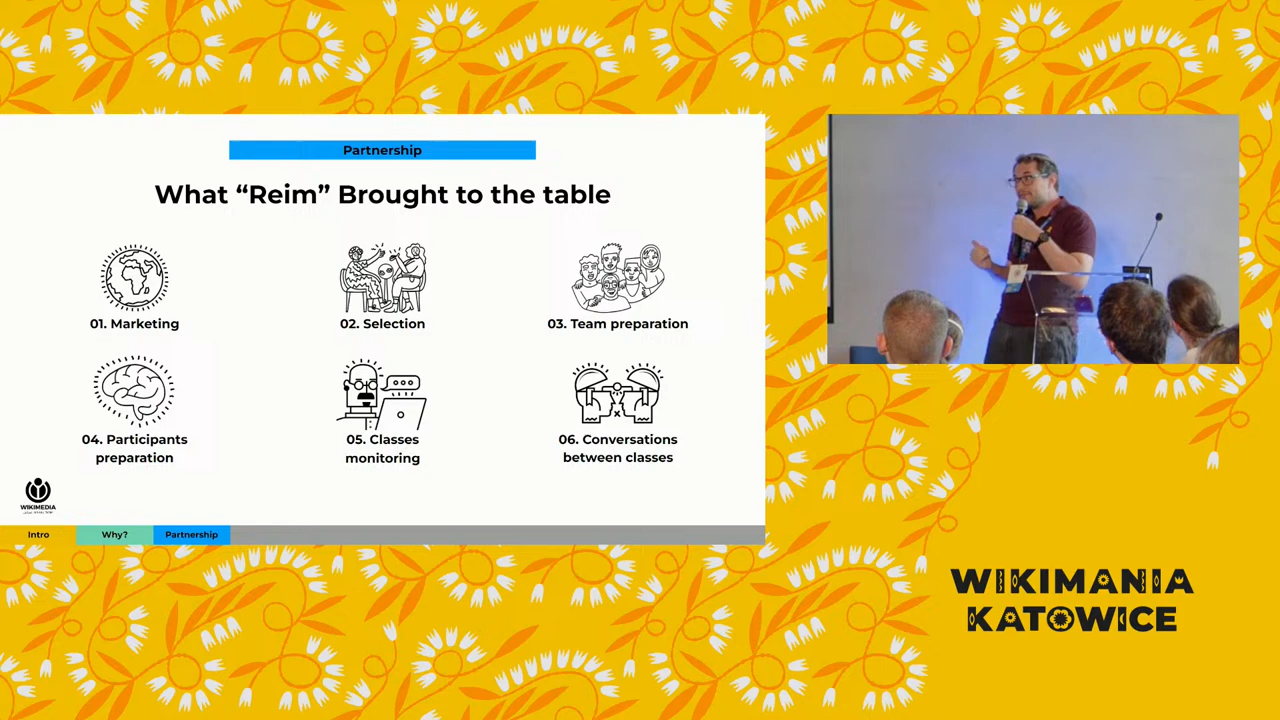 Partnership
What “Reim” Brought to the table
01. Marketing
02. Selection
03. Team preparation
04. Participants
preparation
05. Classes
monitoring
06. Conversations
between classes
WIKIMEDIA
Intro
Why?
Partnership
WIKIMANIA
KATOWICE